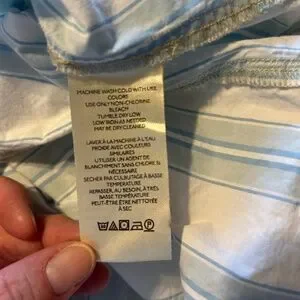 MACHINE WASH COLD WITH LIKE
COLORS
USE ONLY NON-CHLORINE
BLEACH
TUMBLE DRY LOW
LOW IRON AS NEEDED
MAY BE DRY CLEANED
LAVER À LA MACHINE À L'EAU
FROIDE AVEC COULEURS
SIMILAIRES
UTILISER UN AGENT DE
BLANCHIMENT SANS CHLORE SI
NÉCESSAIRE
SÉCHER PAR CULBUTAGE À BASSE
TEMPÉRATURE
REPASSER, AU BESOIN, À TRÈS
BASSE TEMPÉRATURE
PEUT-ÊTRE ÊTRE NETTOYÉE
À SEC